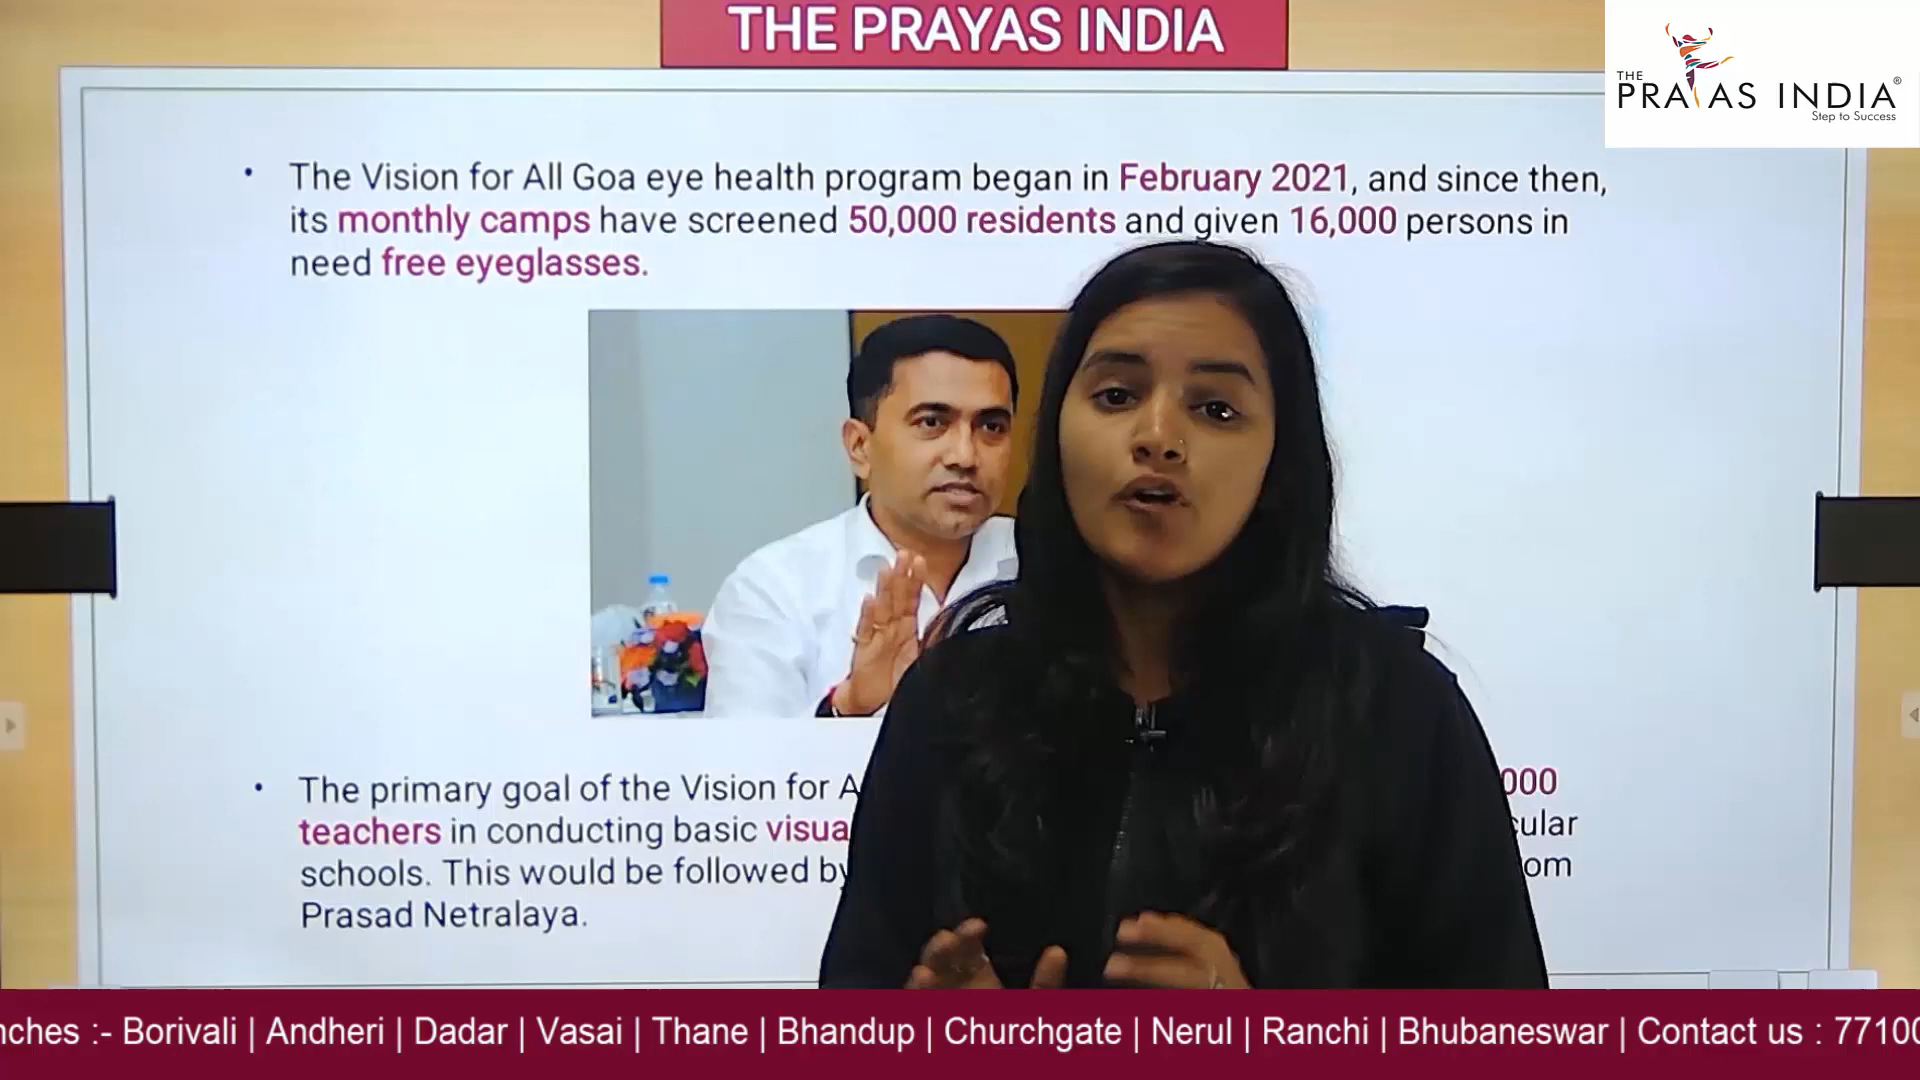 THE PRAYAS INDIA
THE
PRAYAS INDIA®
Step to Success
• The Vision for All Goa eye health program began in February 2021, and since then,
its monthly camps have screened 50,000 residents and given 16,000 persons in
need free eyeglasses.
• The primary goal of the Vision for A 000
teachers in conducting basic visua cular
schools. This would be followed by om
Prasad Netralaya.
nches :- Borivali | Andheri | Dadar | Vasai | Thane | Bhandup | Churchgate | Nerul | Ranchi | Bhubaneswar | Contact us : 77100